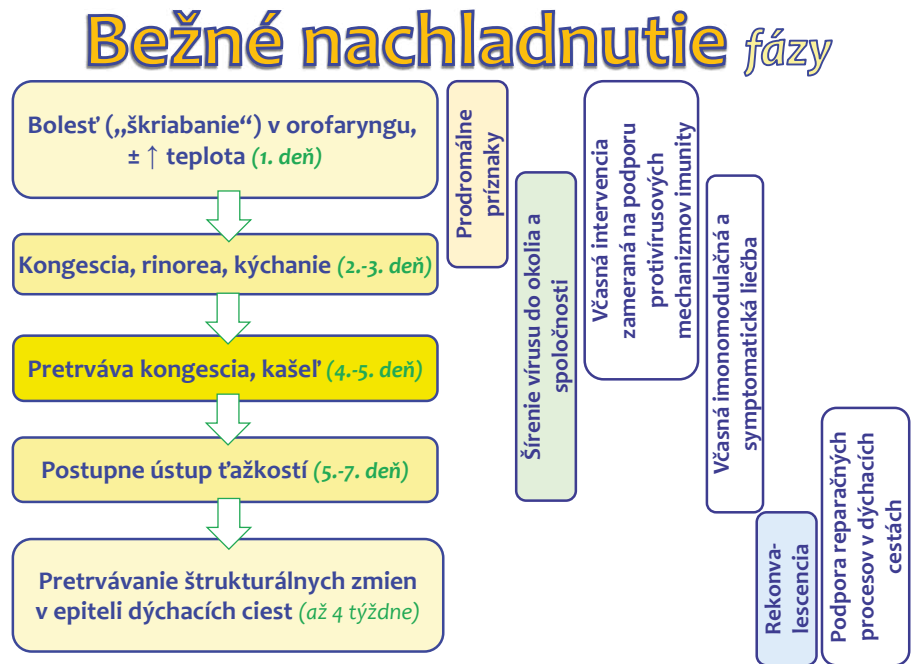 Bežné nachladnutie fázy
Bolesť („škriabanie“) v orofaryngu,
± ↑ teplota (1. deň)
Kongescia, rinorea, kýchanie (2.-3. deň)
Pretrváva kongescia, kašeľ (4.-5. deň)
Postupne ústup ťažkostí (5.-7. deň)
Pretrvávanie štrukturálnych zmien
v epiteli dýchacích ciest (až 4 týždne)
Prodromálne
príznaky
Šírenie vírusu do okolia a
spoločnosti
Včasná intervencia
zameraná na podporu
protivírusových
mechanizmov imunity
Včasná imonomodulačná a
symptomatická liečba
Rekonva-
lescencia
Podpora reparačných
procesov v dýchacích
cestách